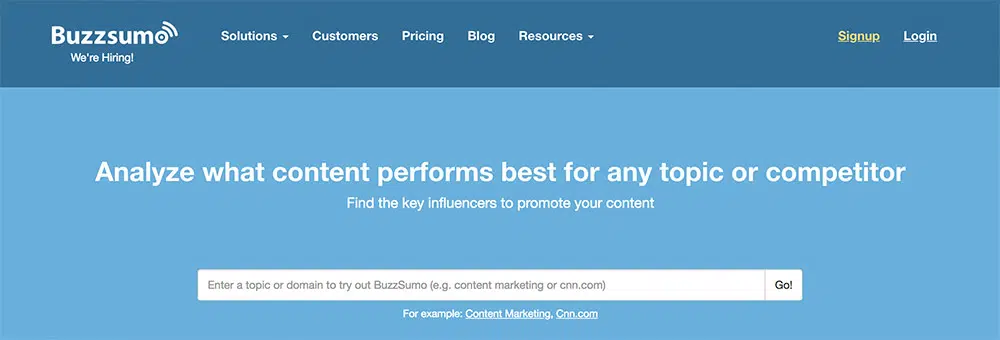 Buzzsumo Solutions Customers Pricing Blog Resources Signup Login
We're Hiring!
Analyze what content performs best for any topic or competitor
Find the key influencers to promote your content
Enter a topic or domain to try out BuzzSumo (e.g. content marketing or cnn.com) Go!
For example: Content Marketing, Cnn.com